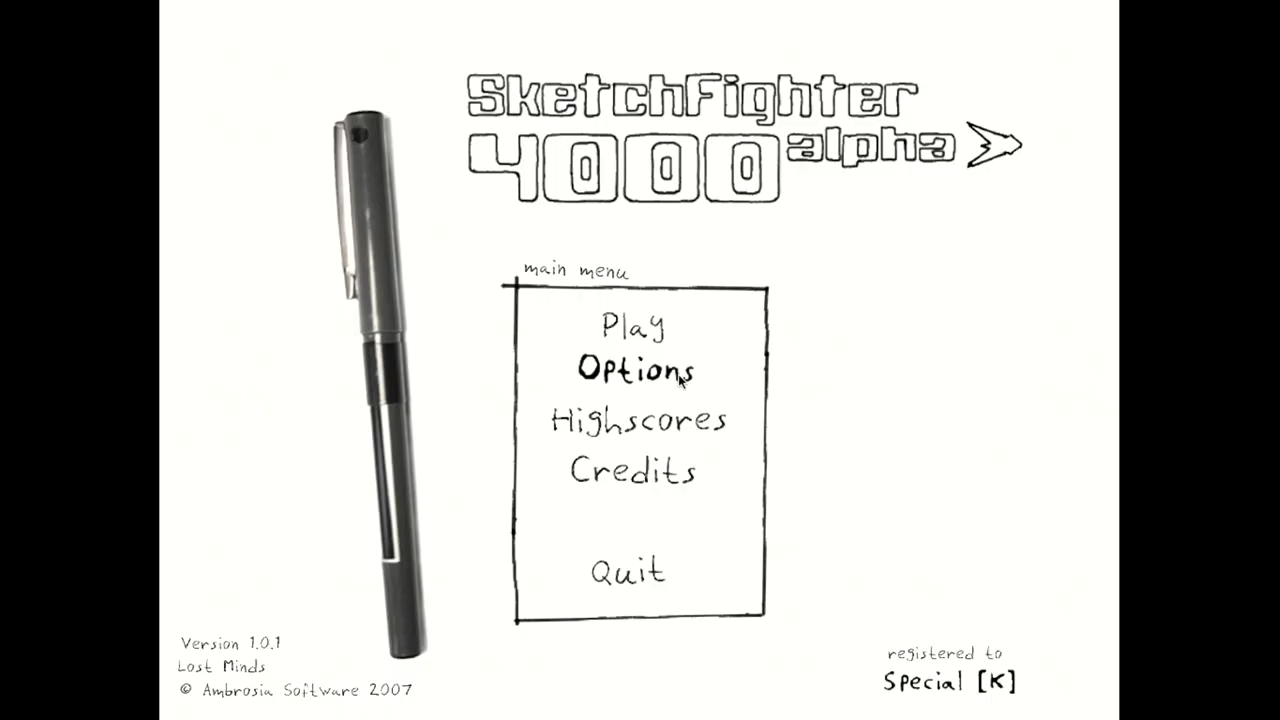 SketchFighter
4000 alpha
main menu
Play
Options
Highscores
Credits
Quit
Version 1.0.1
Lost Minds
© Ambrosia Software 2007
registered to
Special [K]